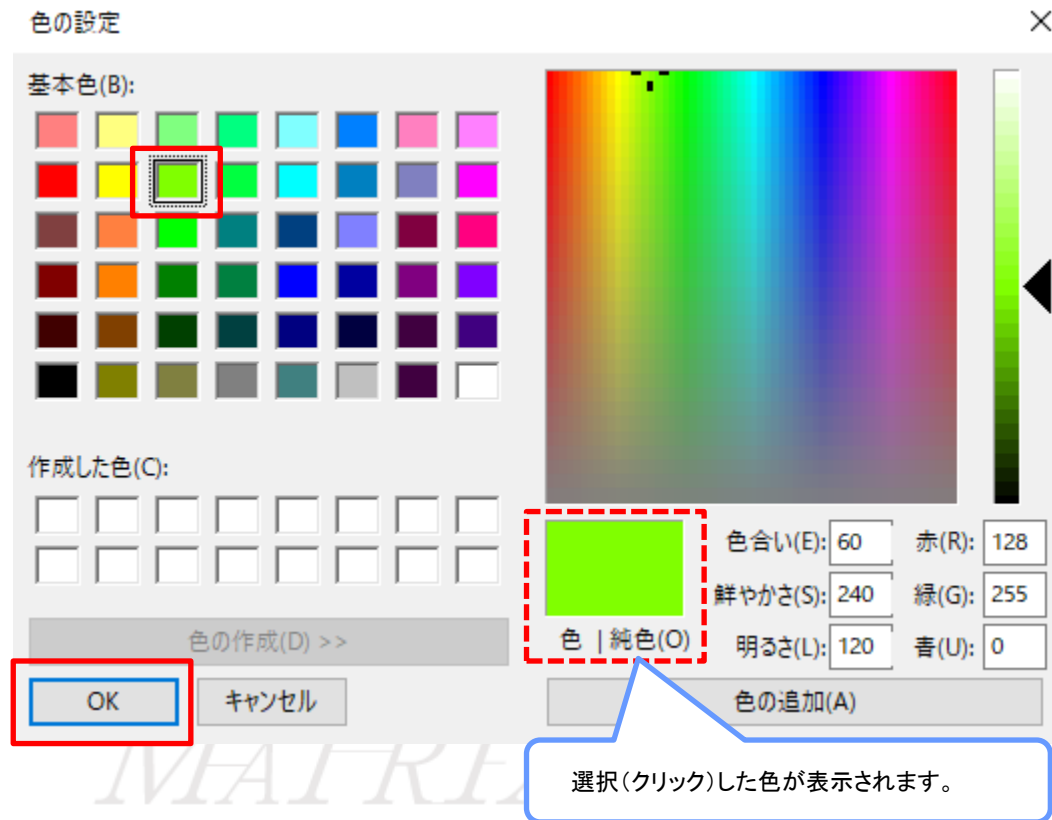 色の設定
基本色(B):
作成した色(C):
色の作成(D) >>
OK
キャンセル
色 | 純色(O)
色合い(E): 60
赤(R): 128
鮮やかさ(S): 240
緑(G): 255
明るさ(L): 120
青(U): 0
色の追加(A)
選択(クリック)した色が表示されます。
MATRIX